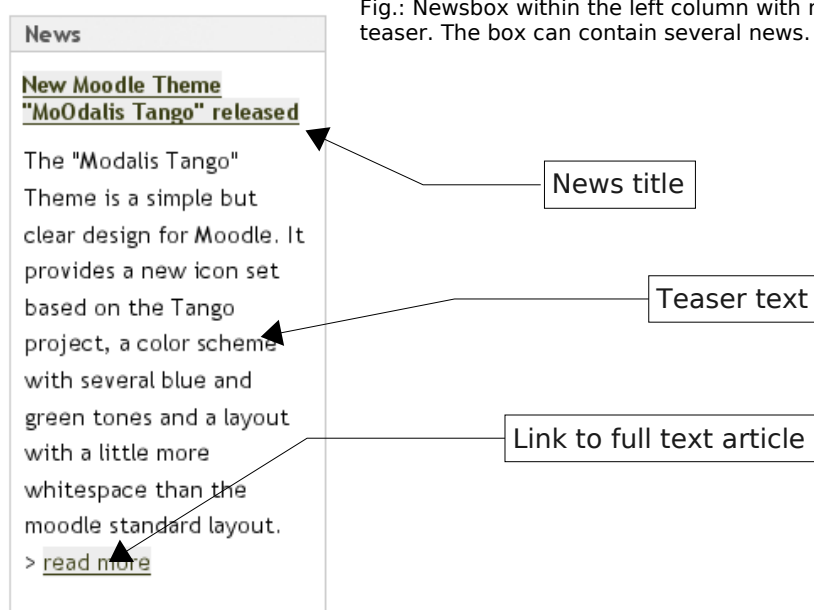 Fig.: Newsbox within the left column with
teaser. The box can contain several news.
News
New Moodle Theme
"MoOdalis Tango" released
The "Modalis Tango"
Theme is a simple but
clear design for Moodle. It
provides a new icon set
based on the Tango
project, a color scheme
with several blue and
green tones and a layout
with a little more
whitespace than the
moodle standard layout.
> read more
News title
Teaser text
Link to full text article